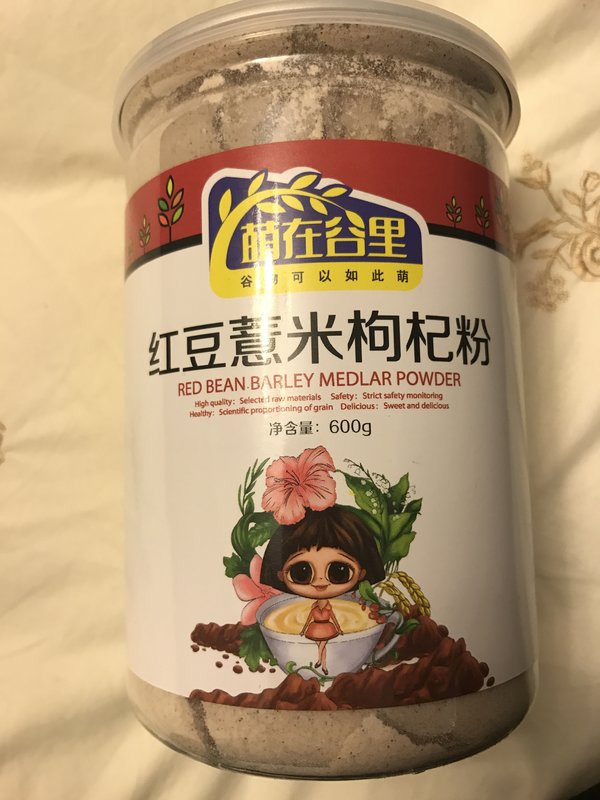 萌在谷里
谷物可以如此萌
红豆薏米枸杞粉
RED BEAN BARLEY MEDLAR POWDER
High quality: Selected raw materials Safety: Strict safety monitoring
Healthy: Scientific proportioning of grain Delicious: Sweet and delicious
净含量: 600g